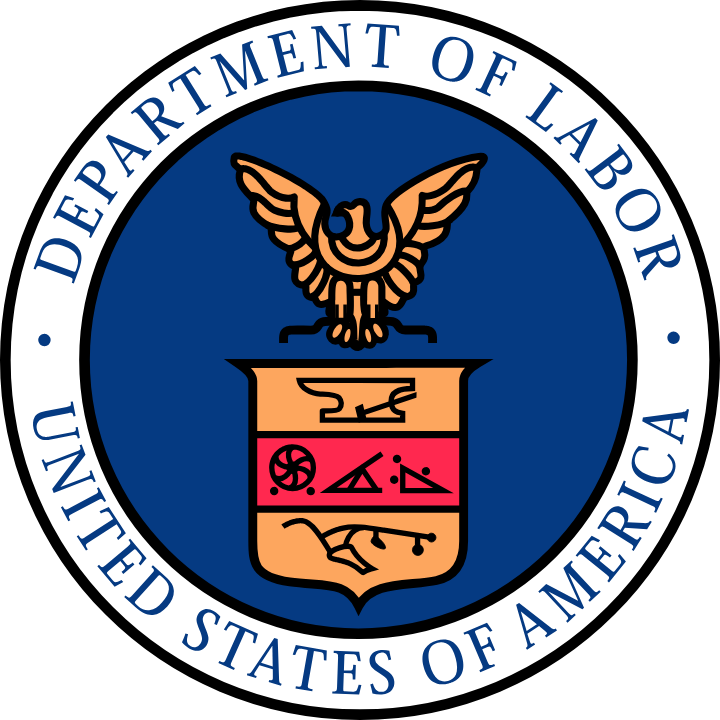 DEPARTMENT OF LABOR
UNITED STATES OF AMERICA